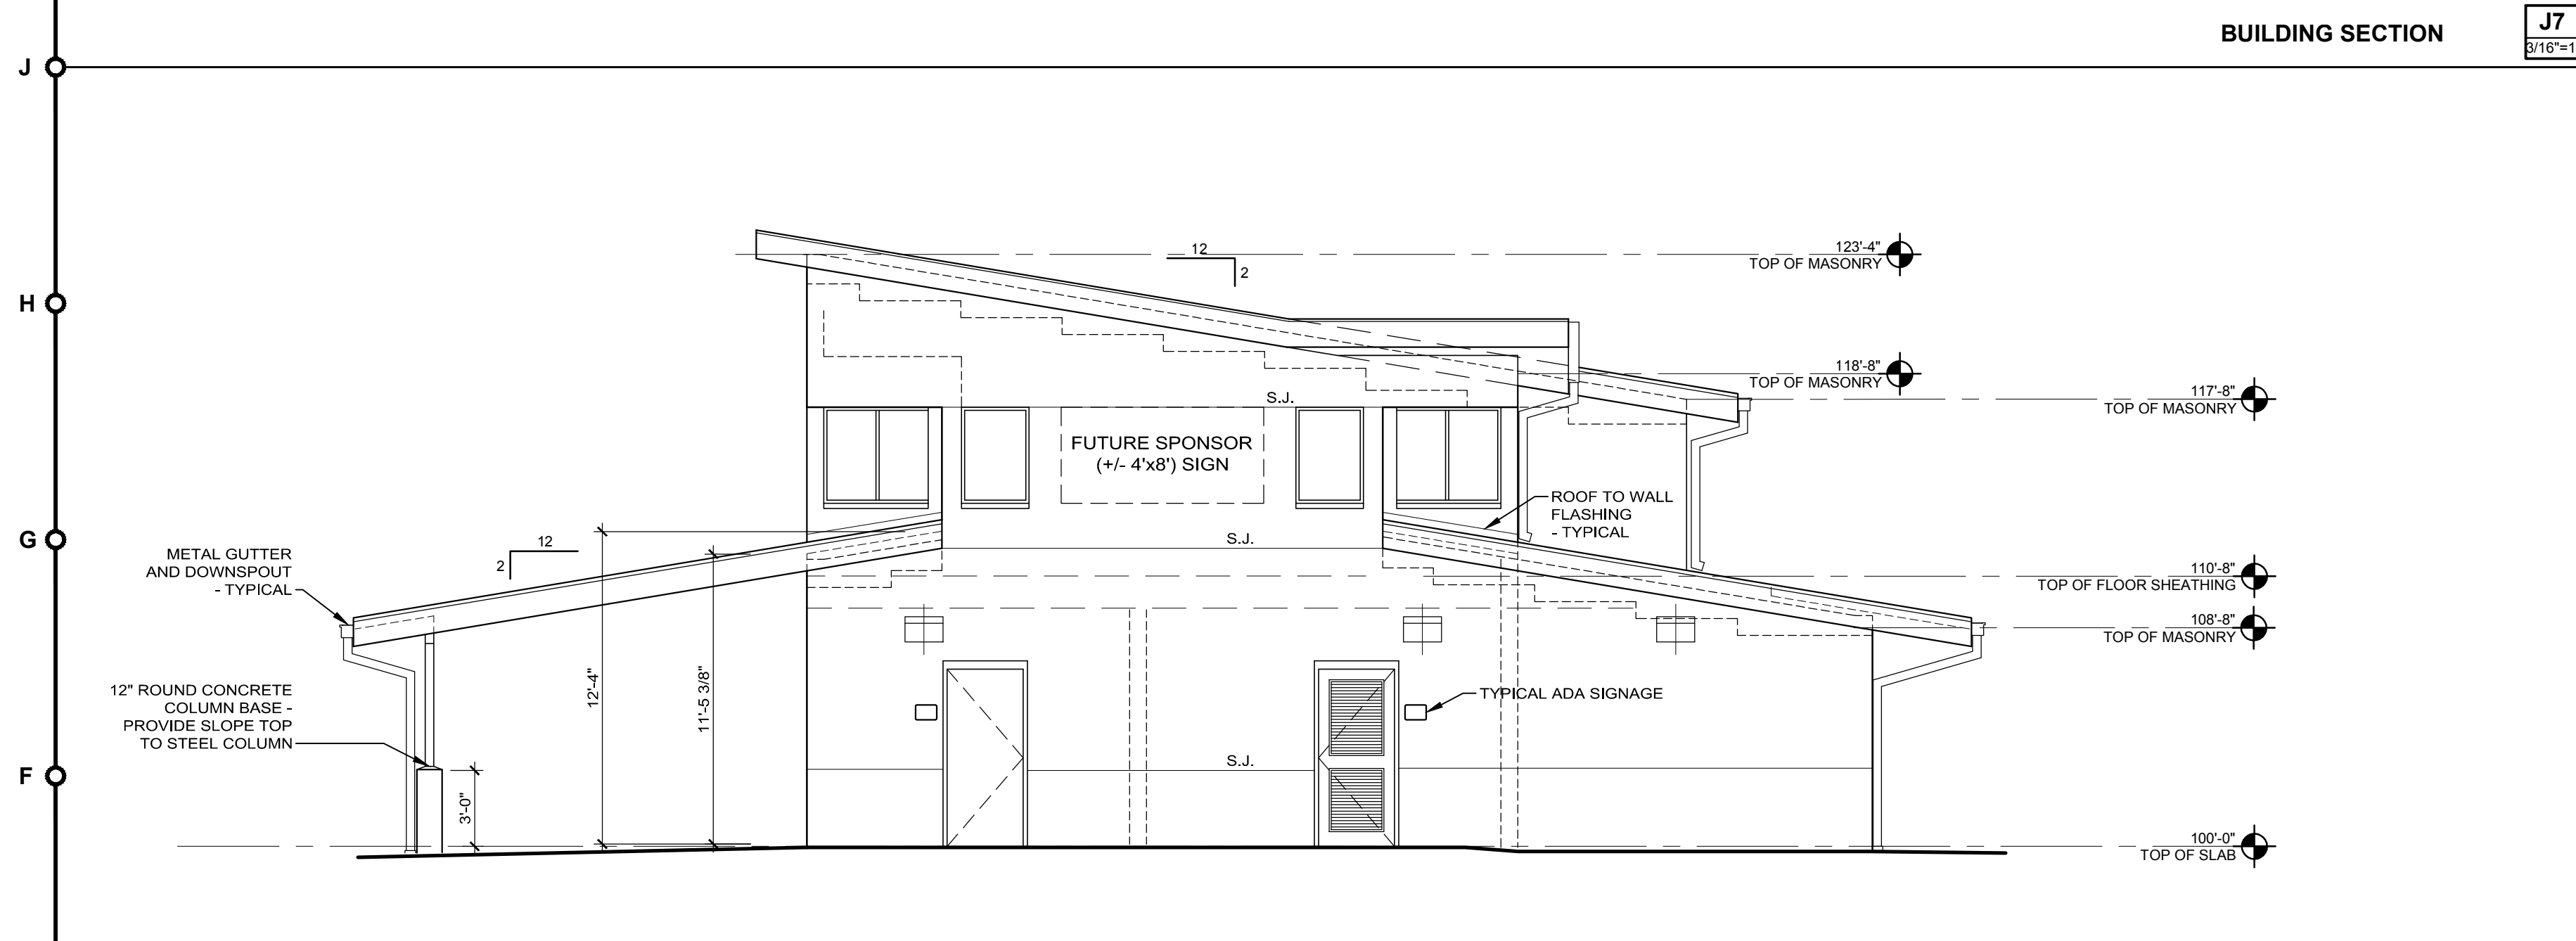 BUILDING SECTION
J7
3/16"=1
J
H
G
F
12
2
123'-4"
TOP OF MASONRY
118'-8"
TOP OF MASONRY
117'-8"
TOP OF MASONRY
S.J.
FUTURE SPONSOR
(+/- 4'x8') SIGN
ROOF TO WALL
FLASHING
- TYPICAL
METAL GUTTER
AND DOWNSPOUT
- TYPICAL
12
2
S.J.
110'-8"
TOP OF FLOOR SHEATHING
108'-8"
TOP OF MASONRY
12" ROUND CONCRETE
COLUMN BASE -
PROVIDE SLOPE TOP
TO STEEL COLUMN
12'-4"
11'-5 3/8"
TYPICAL ADA SIGNAGE
S.J.
3'-0"
100'-0"
TOP OF SLAB